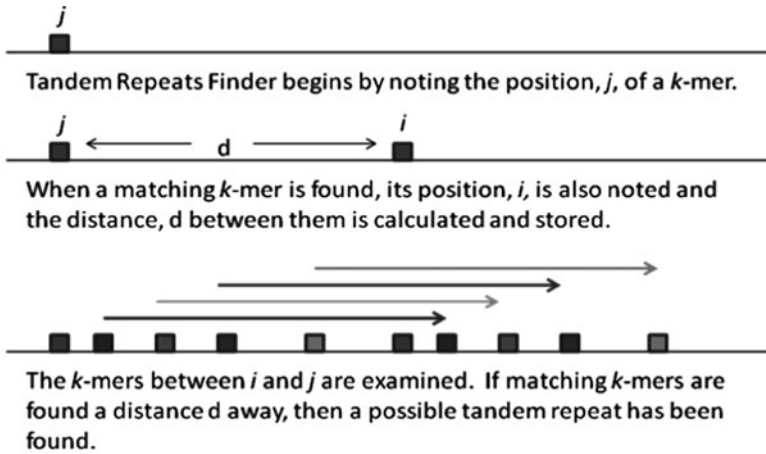 j
Tandem Repeats Finder begins by noting the position, j, of a k-mer.
j d i
When a matching k-mer is found, its position, i, is also noted and
the distance, d between them is calculated and stored.
The k-mers between i and j are examined. If matching k-mers are
found a distance d away, then a possible tandem repeat has been
found.